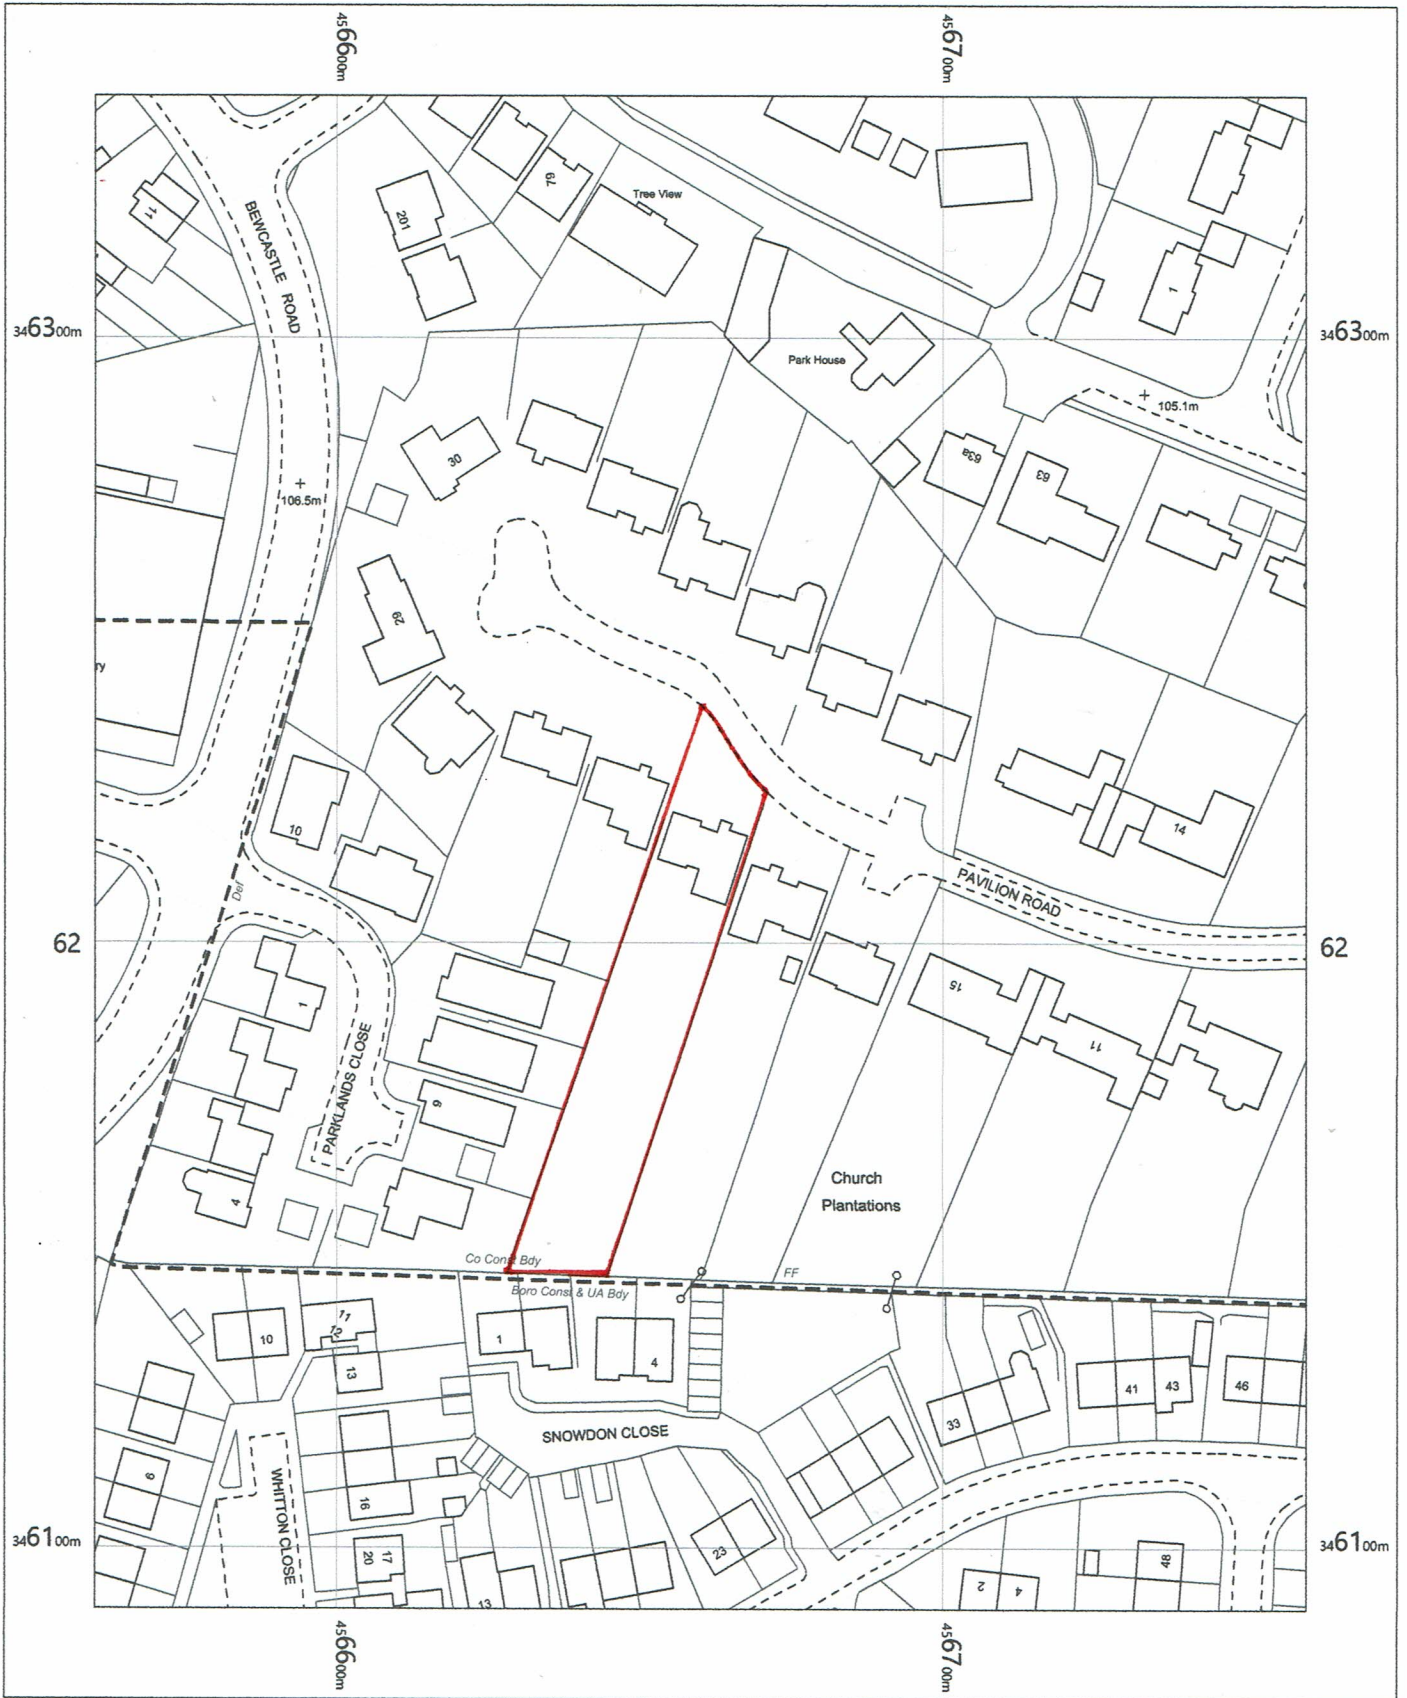 4566 00m
4567 00m
79
Tree View
201
11
BEWCASTLE ROAD
1
3463 00m
3463 00m
Park House
105.1m
63a
30
63
106.5m
29
ry
10
14
PAVILION ROAD
Def
62
62
15
1
11
PARKLANDS CLOSE
9
Church
Plantations
4
Co Const Bdy
FF
Boro Const & UA Bdy
10
11
12
13
1
4
41
43
46
33
SNOWDON CLOSE
6
WHITTON CLOSE
16
3461 00m
3461 00m
20
17
23
48
2
4
13
4566 00m
4567 00m